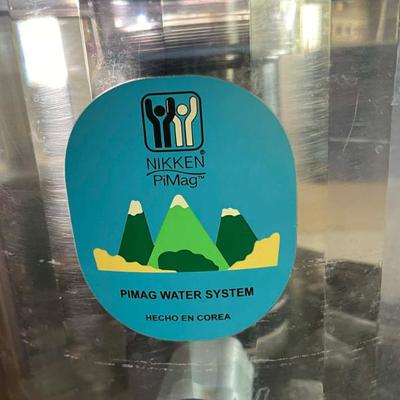 NIKKEN®
PiMag™
PIMAG WATER SYSTEM
HECHO EN COREA